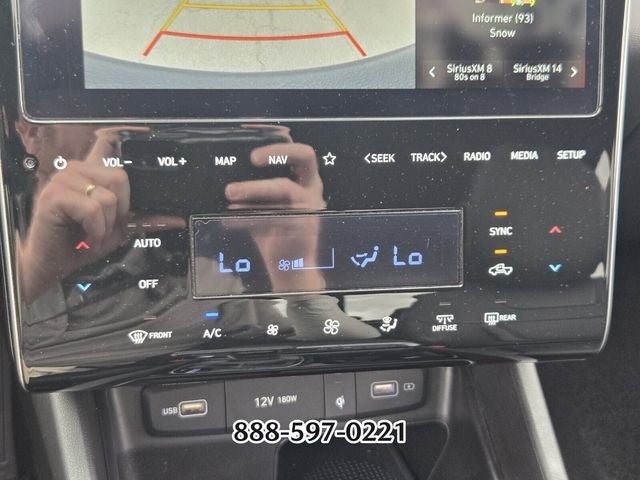 Informer (93)
Snow
< SiriusXM 8 SiriusXM 14 >
80s on 8 Bridge
VOL− VOL+ MAP NAV <SEEK TRACK> RADIO MEDIA SETUP
AUTO SYNC
Lo Lo
OFF
FRONT A/C DIFFUSE REAR
USB 12V 180W
888-597-0221